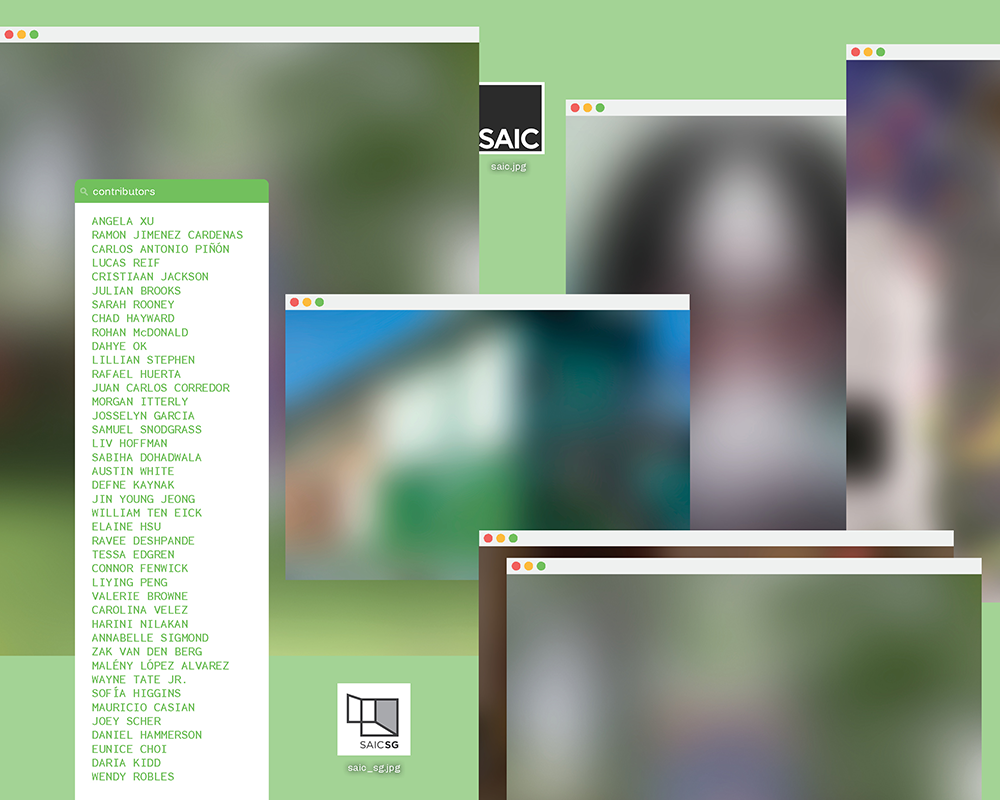 SAIC
saic.jpg
contributors
ANGELA XU
RAMON JIMENEZ CARDENAS
CARLOS ANTONIO PIÑÓN
LUCAS REIF
CRISTIAAN JACKSON
JULIAN BROOKS
SARAH ROONEY
CHAD HAYWARD
ROHAN McDONALD
DAHYE OK
LILLIAN STEPHEN
RAFAEL HUERTA
JUAN CARLOS CORREDOR
MORGAN ITTERLY
JOSSELYN GARCIA
SAMUEL SNODGRASS
LIV HOFFMAN
SABIHA DOHADWALA
AUSTIN WHITE
DEFNE KAYNAK
JIN YOUNG JEONG
WILLIAM TEN EICK
ELAINE HSU
RAVEE DESHPANDE
TESSA EDGREN
CONNOR FENWICK
LIYING PENG
VALERIE BROWNE
CAROLINA VELEZ
HARINI NILAKAN
ANNABELLE SIGMOND
ZAK VAN DEN BERG
MALÉNY LÓPEZ ALVAREZ
WAYNE TATE JR.
SOFÍA HIGGINS
MAURICIO CASIAN
JOEY SCHER
DANIEL HAMMERSON
EUNICE CHOI
DARIA KIDD
WENDY ROBLES
SAICSG
saic_sg.jpg